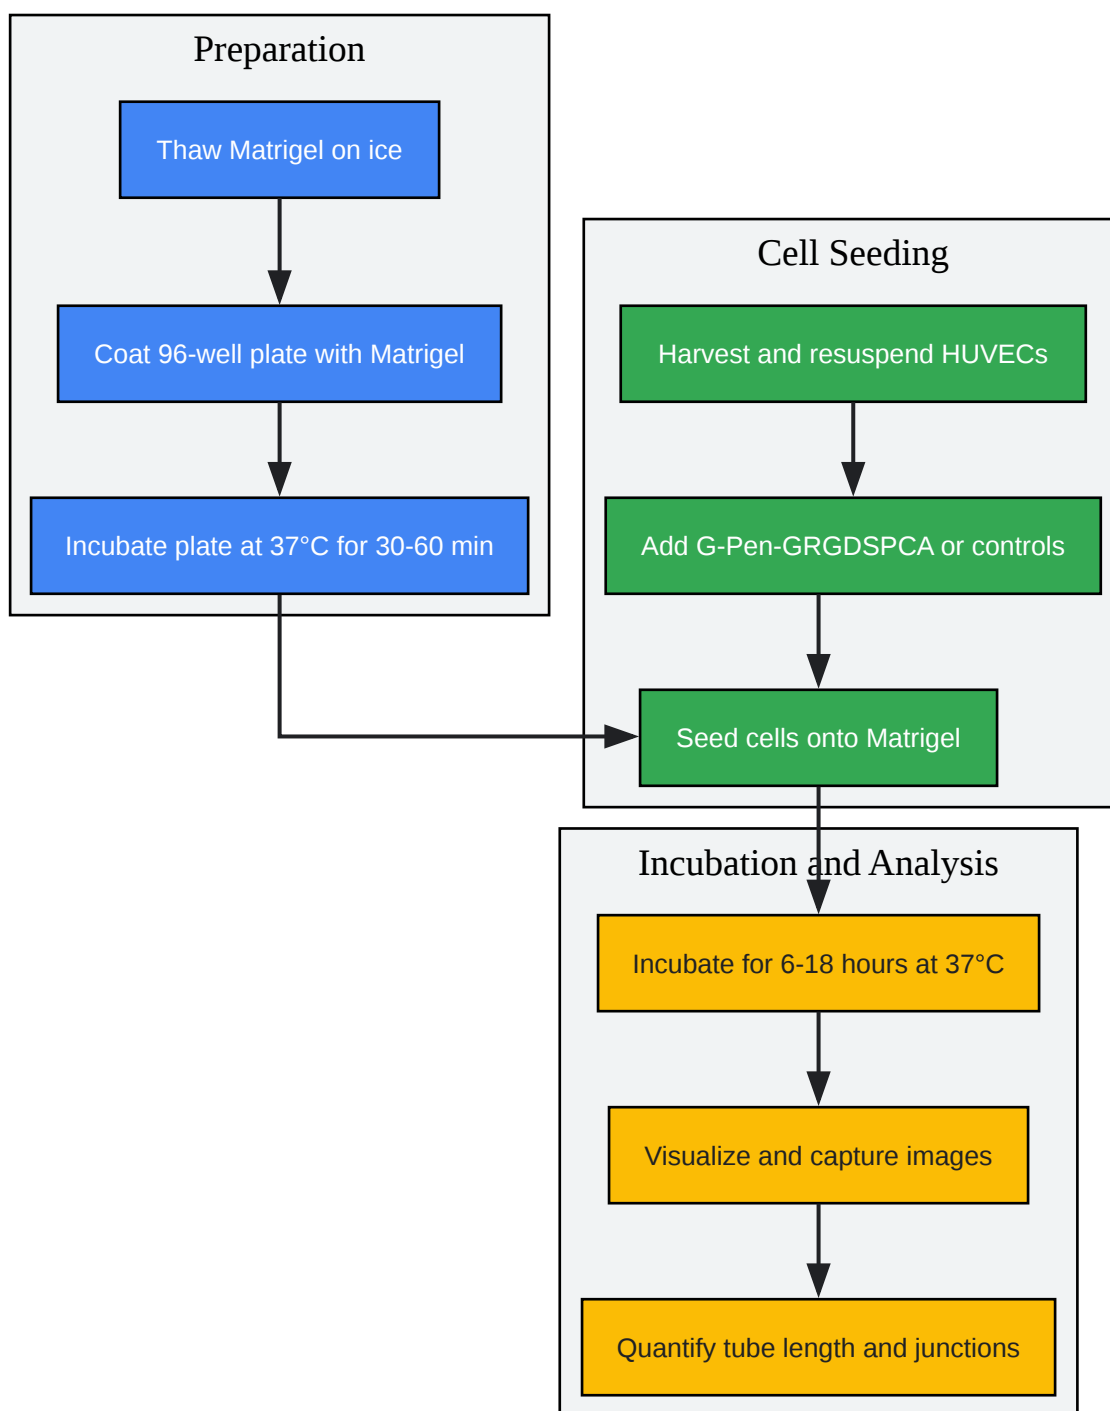 Preparation
Thaw Matrigel on ice
Coat 96-well plate with Matrigel
Incubate plate at 37°C for 30-60 min
Cell Seeding
Harvest and resuspend HUVECs
Add G-Pen-GRGDSPCA or controls
Seed cells onto Matrigel
Incubation and Analysis
Incubate for 6-18 hours at 37°C
Visualize and capture images
Quantify tube length and junctions